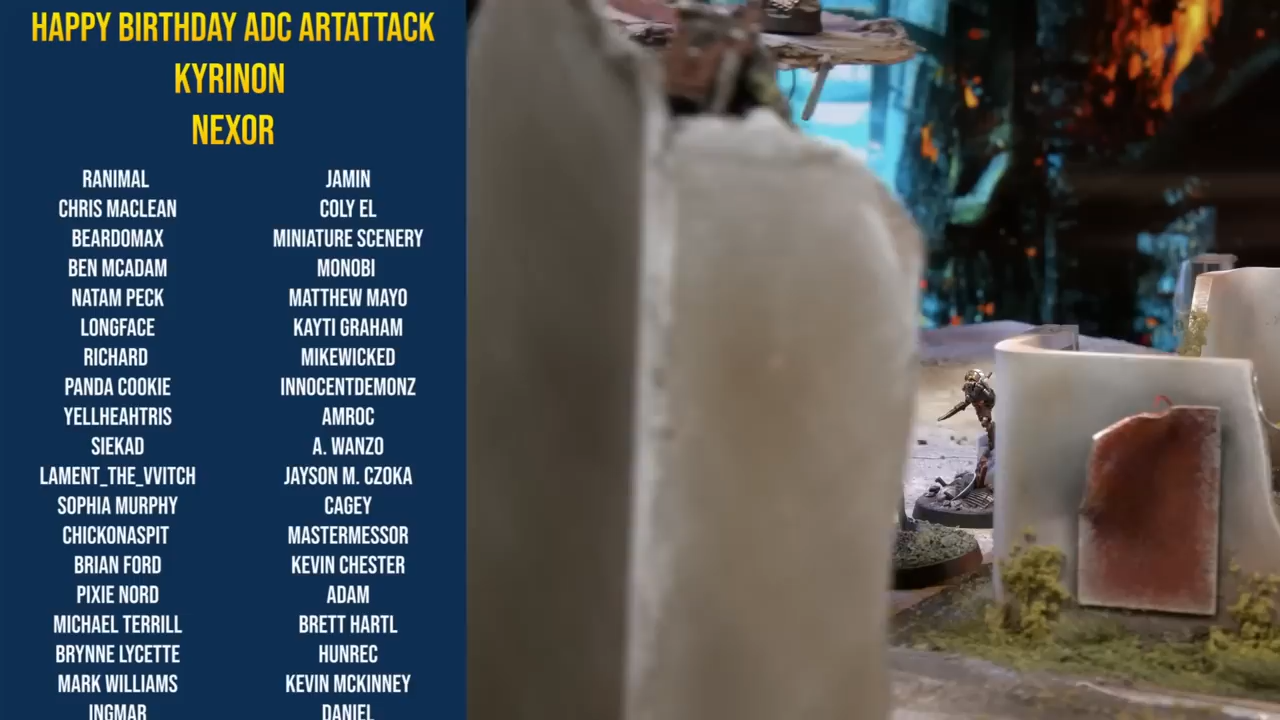 HAPPY BIRTHDAY ADC ARTATTACK
KYRINON
NEXOR
RANIMAL
CHRIS MACLEAN
BEARDOMAX
BEN MCADAM
NATAM PECK
LONGFACE
RICHARD
PANDA COOKIE
YELLHEAHTRIS
SIEKAD
LAMENT_THE_VVITCH
SOPHIA MURPHY
CHICKONASPIT
BRIAN FORD
PIXIE NORD
MICHAEL TERRILL
BRYNNE LYCETTE
MARK WILLIAMS
INGMAR
JAMIN
COLY EL
MINIATURE SCENERY
MONOBI
MATTHEW MAYO
KAYTI GRAHAM
MIKEWICKED
INNOCENTDEMONZ
AMROC
A. WANZO
JAYSON M. CZOKA
CAGEY
MASTERMESSOR
KEVIN CHESTER
ADAM
BRETT HARTL
HUNREC
KEVIN MCKINNEY
DANIEL